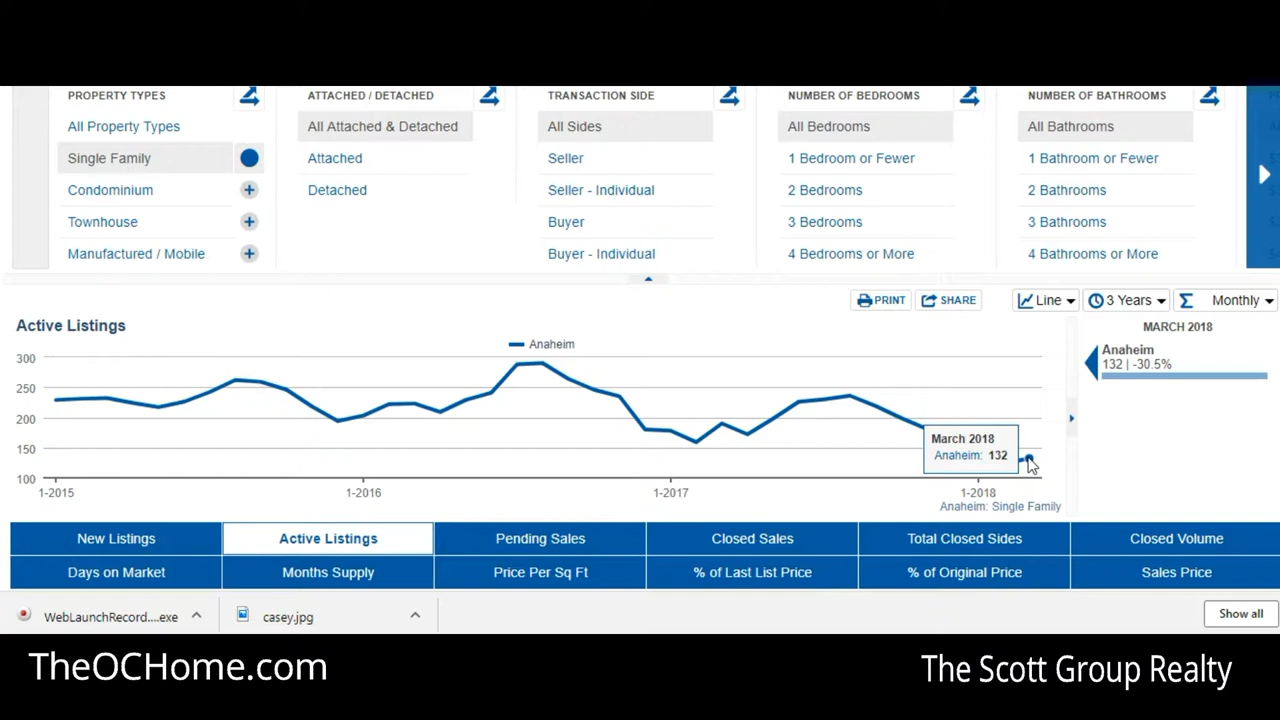 PROPERTY TYPES
All Property Types
Single Family
Condominium
Townhouse
Manufactured / Mobile
ATTACHED / DETACHED
All Attached & Detached
Attached
Detached
TRANSACTION SIDE
All Sides
Seller
Seller - Individual
Buyer
Buyer - Individual
NUMBER OF BEDROOMS
All Bedrooms
1 Bedroom or Fewer
2 Bedrooms
3 Bedrooms
4 Bedrooms or More
NUMBER OF BATHROOMS
All Bathrooms
1 Bathroom or Fewer
2 Bathrooms
3 Bathrooms
4 Bathrooms or More
PRINT
SHARE
Line
3 Years
Σ Monthly
Active Listings
Anaheim
300
250
200
150
100
1-2015
1-2016
1-2017
1-2018
March 2018
Anaheim: 132
Anaheim: Single Family
MARCH 2018
Anaheim
132 | -30.5%
New Listings
Active Listings
Pending Sales
Closed Sales
Total Closed Sides
Closed Volume
Days on Market
Months Supply
Price Per Sq Ft
% of Last List Price
% of Original Price
Sales Price
WebLaunchRecord....exe
casey.jpg
Show all
TheOCHome.com
The Scott Group Realty